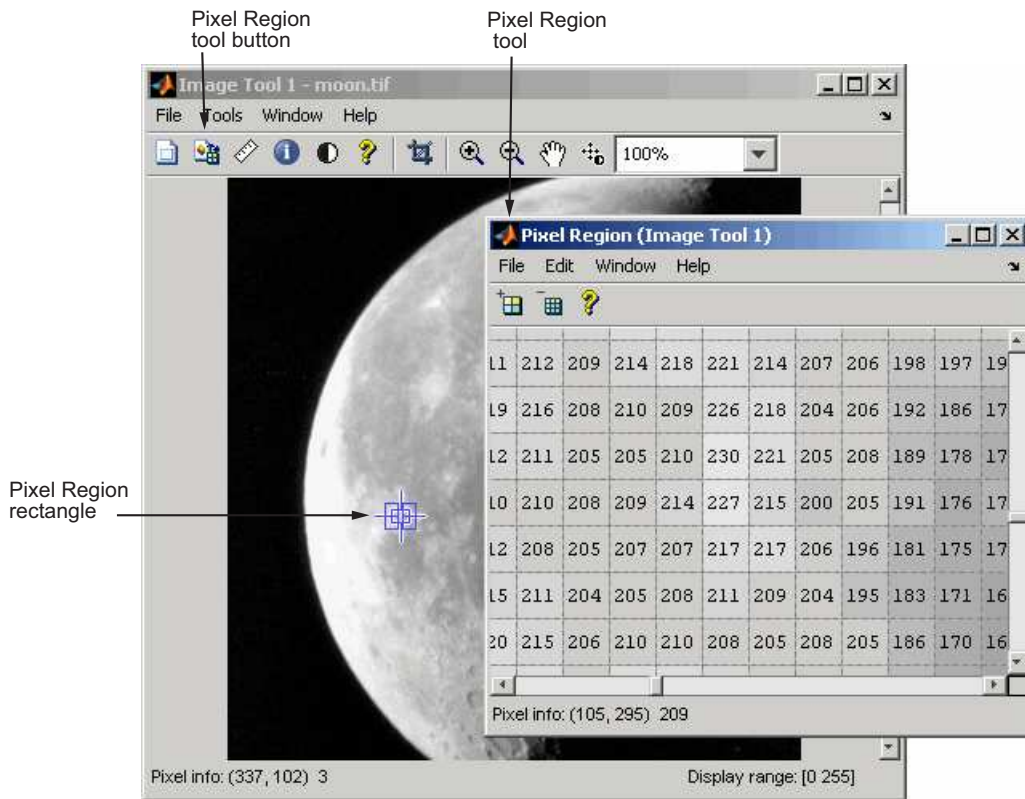 Pixel Region
tool button
Pixel Region
tool
Image Tool 1 - moon.tif
File Tools Window Help
100%
Pixel Region (Image Tool 1)
File Edit Window Help
11 212 209 214 218 221 214 207 206 198 197 19
19 216 208 210 209 226 218 204 206 192 186 17
12 211 205 205 210 230 221 205 208 189 178 17
10 210 208 209 214 227 215 200 205 191 176 17
12 208 205 207 207 217 217 206 196 181 175 17
15 211 204 205 208 211 209 204 195 183 171 16
20 215 206 210 210 208 205 208 205 186 170 16
Pixel info: (105, 295) 209
Pixel Region
rectangle
Pixel info: (337, 102) 3
Display range: [0 255]